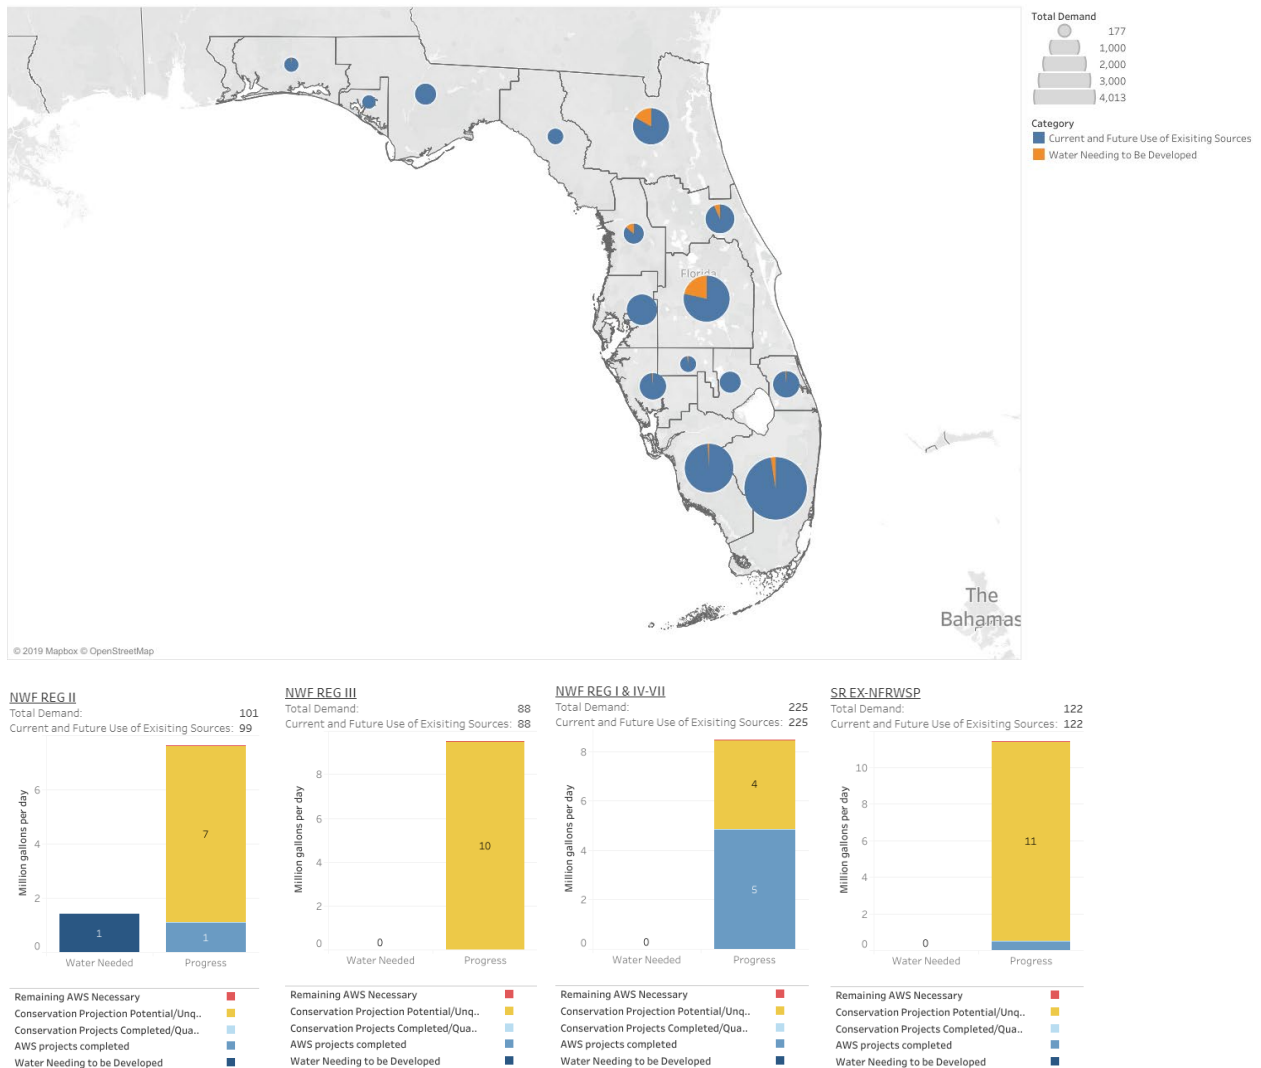 Total Demand
177
1,000
2,000
3,000
4,013
Category
Current and Future Use of Exisiting Sources
Water Needing to Be Developed
Florida
The
Bahamas
© 2019 Mapbox © OpenStreetMap
NWF REG II
Total Demand: 101
Current and Future Use of Exisiting Sources: 99
Million gallons per day
6
4
2
0
7
1
1
Water Needed
Progress
Remaining AWS Necessary
Conservation Projection Potential/Unq..
Conservation Projects Completed/Qua..
AWS projects completed
Water Needing to be Developed
NWF REG III
Total Demand: 88
Current and Future Use of Exisiting Sources: 88
Million gallons per day
8
6
4
2
0
10
0
Water Needed
Progress
Remaining AWS Necessary
Conservation Projection Potential/Unq..
Conservation Projects Completed/Qua..
AWS projects completed
Water Needing to be Developed
NWF REG I & IV-VII
Total Demand: 225
Current and Future Use of Exisiting Sources: 225
Million gallons per day
8
6
4
2
0
4
5
0
Water Needed
Progress
Remaining AWS Necessary
Conservation Projection Potential/Unq..
Conservation Projects Completed/Qua..
AWS projects completed
Water Needing to be Developed
SR EX-NFRWSP
Total Demand: 122
Current and Future Use of Exisiting Sources: 122
Million gallons per day
10
8
6
4
2
0
11
0
Water Needed
Progress
Remaining AWS Necessary
Conservation Projection Potential/Unq..
Conservation Projects Completed/Qua..
AWS projects completed
Water Needing to be Developed